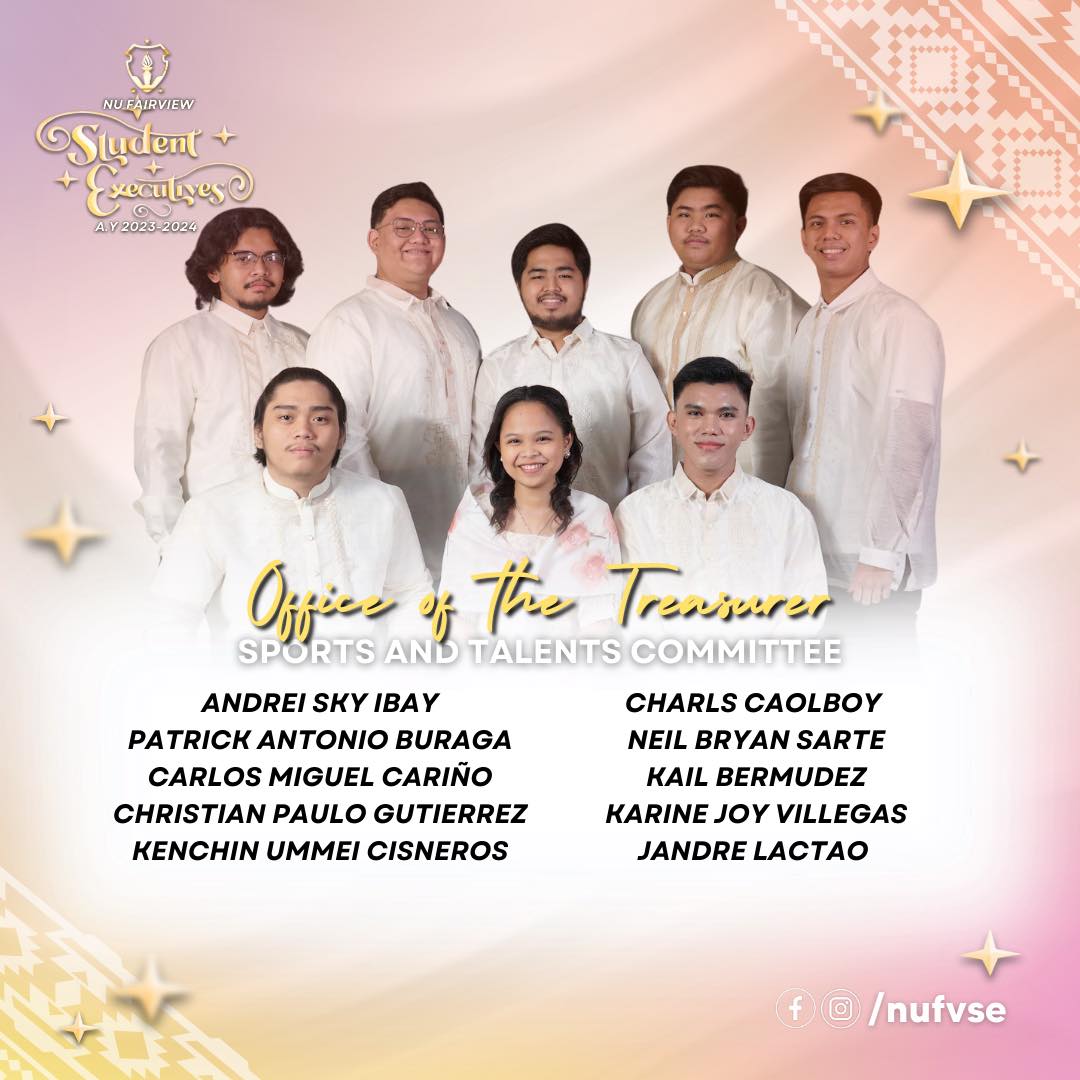 NU FAIRVIEW
Student
Executives
A.Y 2023-2024
Office of the Treasurer
SPORTS AND TALENTS COMMITTEE
ANDREI SKY IBAY
PATRICK ANTONIO BURAGA
CARLOS MIGUEL CARIÑO
CHRISTIAN PAULO GUTIERREZ
KENCHIN UMMEI CISNEROS
CHARLS CAOLBOY
NEIL BRYAN SARTE
KAIL BERMUDEZ
KARINE JOY VILLEGAS
JANDRE LACTAO
/nufvse